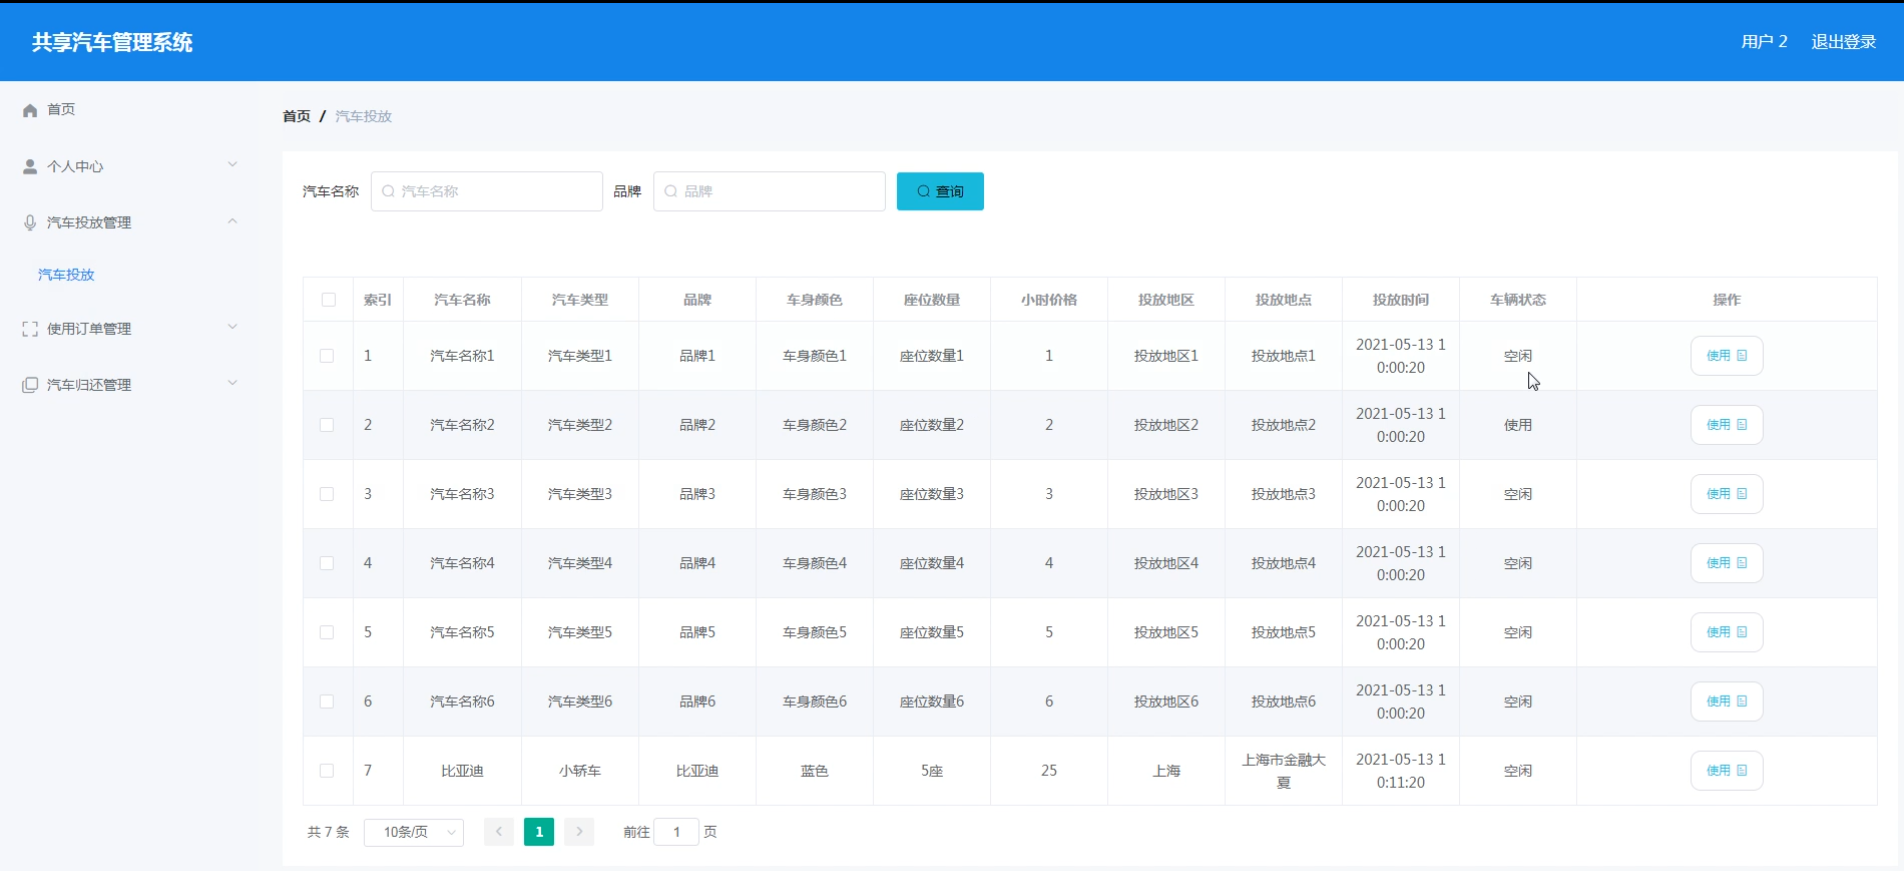 共享汽车管理系统
用户 2 退出登录
首页
个人中心
汽车投放管理
汽车投放
使用订单管理
汽车归还管理
首页 / 汽车投放
汽车名称 汽车名称 品牌 品牌 查询
索引 汽车名称 汽车类型 品牌 车身颜色 座位数量 小时价格 投放地区 投放地点 投放时间 车辆状态 操作
1 汽车名称1 汽车类型1 品牌1 车身颜色1 座位数量1 1 投放地区1 投放地点1 2021-05-13 1
0:00:20 空闲 使用
2 汽车名称2 汽车类型2 品牌2 车身颜色2 座位数量2 2 投放地区2 投放地点2 2021-05-13 1
0:00:20 使用 使用
3 汽车名称3 汽车类型3 品牌3 车身颜色3 座位数量3 3 投放地区3 投放地点3 2021-05-13 1
0:00:20 空闲 使用
4 汽车名称4 汽车类型4 品牌4 车身颜色4 座位数量4 4 投放地区4 投放地点4 2021-05-13 1
0:00:20 空闲 使用
5 汽车名称5 汽车类型5 品牌5 车身颜色5 座位数量5 5 投放地区5 投放地点5 2021-05-13 1
0:00:20 空闲 使用
6 汽车名称6 汽车类型6 品牌6 车身颜色6 座位数量6 6 投放地区6 投放地点6 2021-05-13 1
0:00:20 空闲 使用
7 比亚迪 小轿车 比亚迪 蓝色 5座 25 上海 上海市金融大 2021-05-13 1
厦 0:11:20 空闲 使用
共 7 条 10条/页 1 前往 1 页